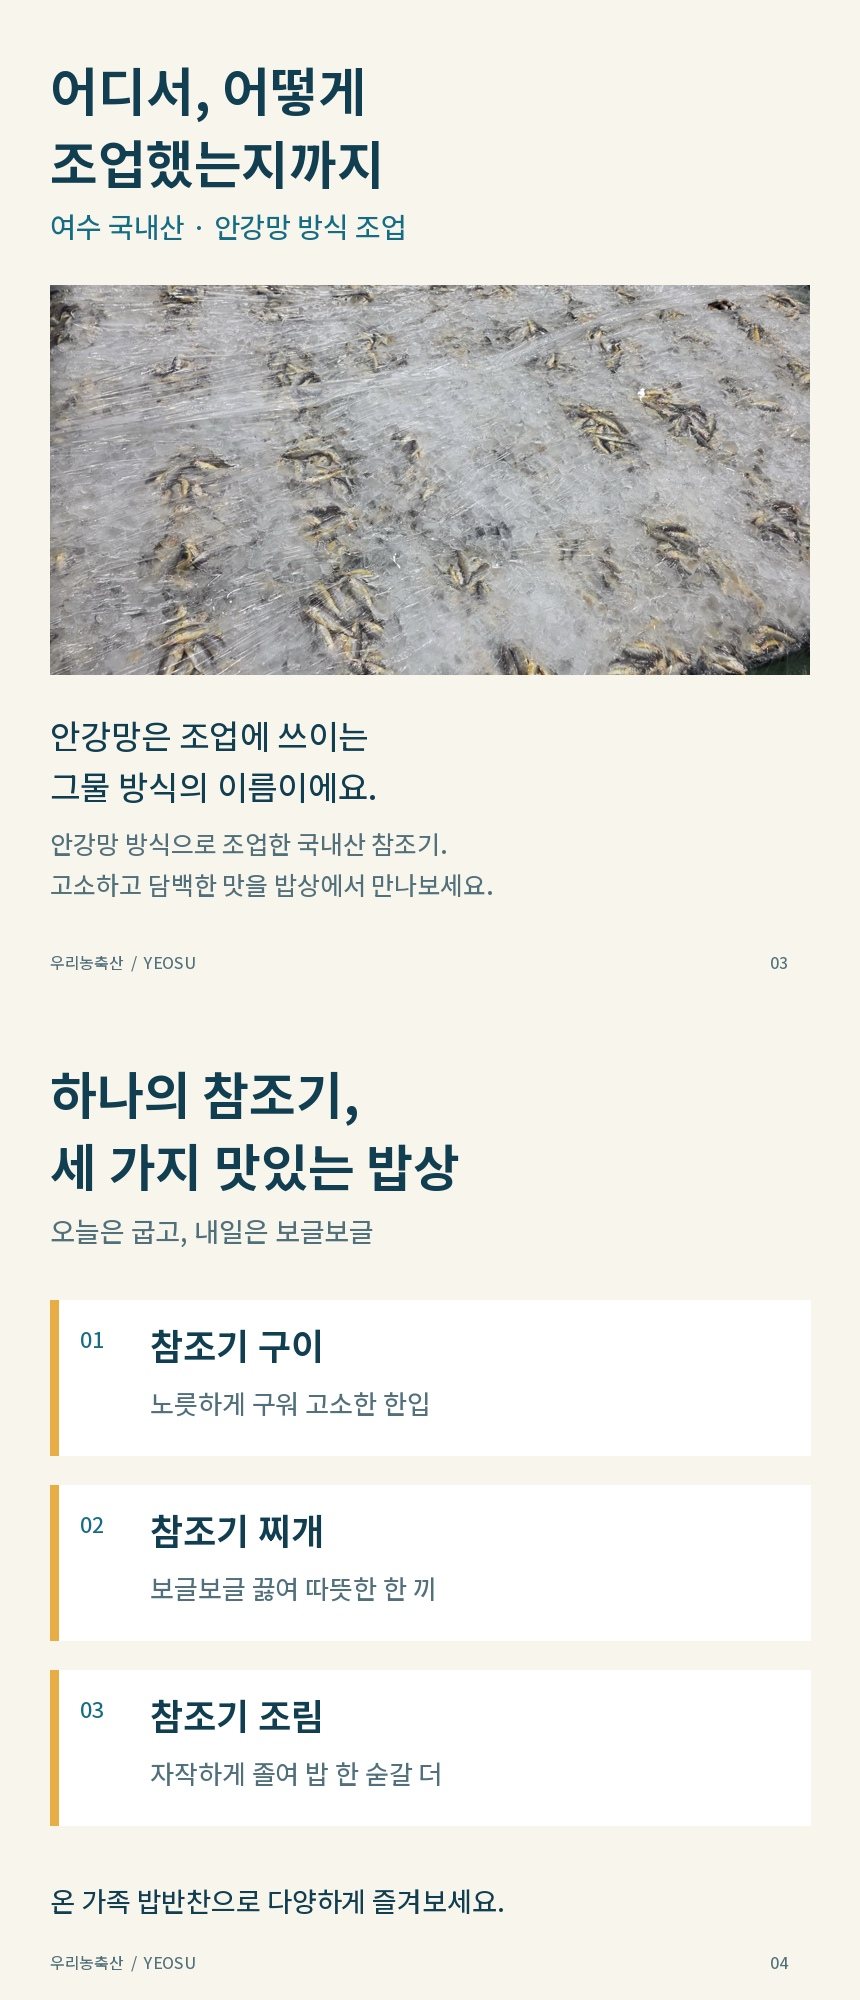 어디서, 어떻게
조업했는지까지
여수 국내산 · 안강망 방식 조업
안강망은 조업에 쓰이는
그물 방식의 이름이에요.
안강망 방식으로 조업한 국내산 참조기.
고소하고 담백한 맛을 밥상에서 만나보세요.
우리농축산 / YEOSU 03
하나의 참조기,
세 가지 맛있는 밥상
오늘은 굽고, 내일은 보글보글
01 참조기 구이
노릇하게 구워 고소한 한입
02 참조기 찌개
보글보글 끓여 따뜻한 한 끼
03 참조기 조림
자작하게 졸여 밥 한 숟갈 더
온 가족 밥반찬으로 다양하게 즐겨보세요.
우리농축산 / YEOSU 04